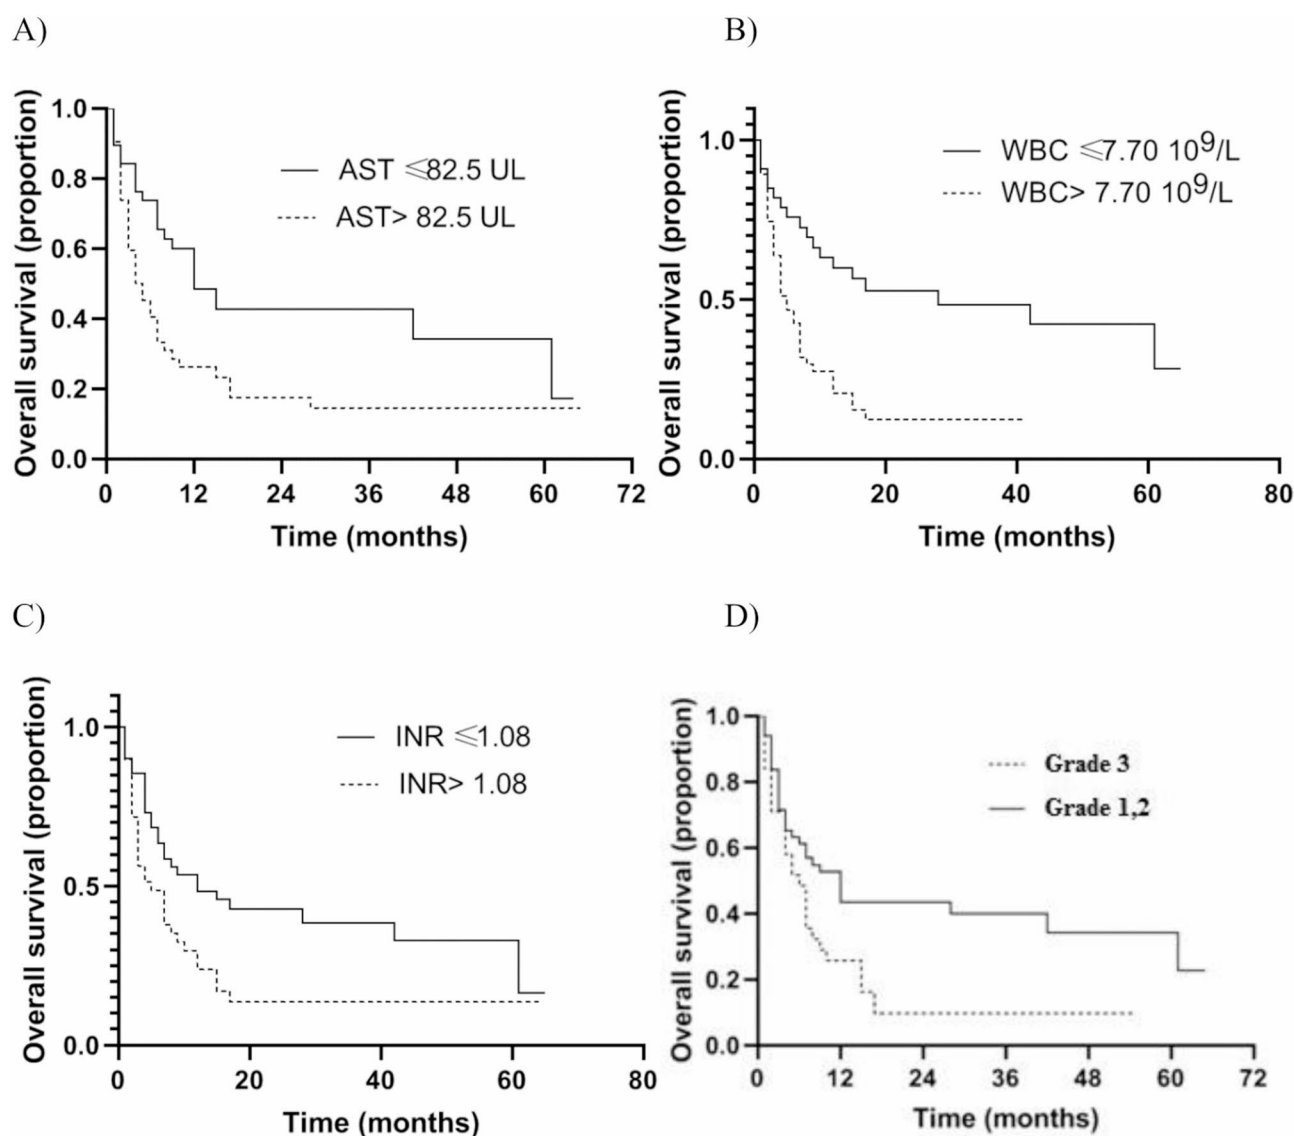 A)
Overall survival (proportion)
1.0
0.8
0.6
0.4
0.2
0.0
AST ⩽82.5 UL
AST> 82.5 UL
0 12 24 36 48 60 72
Time (months)
B)
Overall survival (proportion)
1.0
0.5
0.0
WBC ⩽7.70 10⁹/L
WBC> 7.70 10⁹/L
0 20 40 60 80
Time (months)
C)
Overall survival (proportion)
1.0
0.5
0.0
INR ⩽1.08
INR> 1.08
0 20 40 60 80
Time (months)
D)
Overall survival (proportion)
1.0
0.8
0.6
0.4
0.2
0.0
Grade 3
Grade 1,2
0 12 24 36 48 60 72
Time (months)